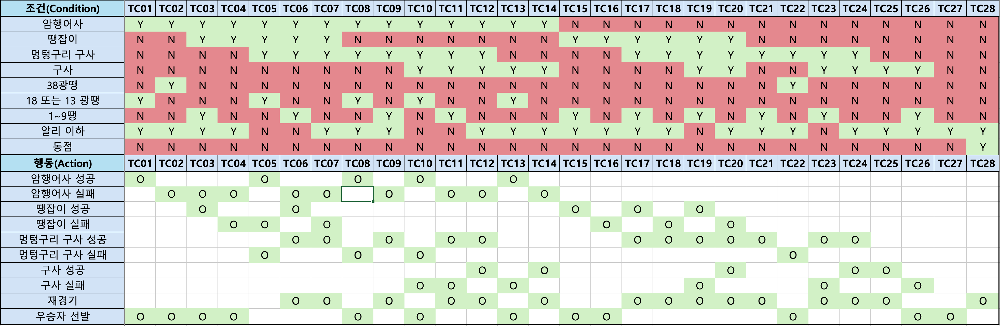 조건(Condition) TC01 TC02 TC03 TC04 TC05 TC06 TC07 TC08 TC09 TC10 TC11 TC12 TC13 TC14 TC15 TC16 TC17 TC18 TC19 TC20 TC21 TC22 TC23 TC24 TC25 TC26 TC27 TC28
암행어사 Y Y Y Y Y Y Y Y Y Y Y Y Y Y N N N N N N N N N N N N N N
땡잡이 N N Y Y Y Y Y N N N N N N N Y Y Y Y Y Y N N N N N N N N
멍텅구리 구사 N N N N Y Y Y Y Y Y Y Y N N N N Y Y Y Y Y Y Y Y N N N N
구사 N N N N N N N N N Y Y Y Y Y N N N N Y Y N N Y Y Y Y N N
38광땡 N Y N N N N N N N N N N N N N N N N N N N Y N N N N N N
18 또는 13 광땡 Y N N N Y N N Y N Y N N Y N N N N N N N N N N N N N N N
1~9땡 N N Y N N Y N N Y N Y N N N Y N Y N Y N Y N Y N N Y N N
알리 이하 Y Y Y Y N N Y Y Y N N Y Y Y Y Y Y Y N Y Y Y N Y Y Y Y Y
동점 N N N N N N N N N N N N N N N N N N N N N N N N N N N Y
행동(Action) TC01 TC02 TC03 TC04 TC05 TC06 TC07 TC08 TC09 TC10 TC11 TC12 TC13 TC14 TC15 TC16 TC17 TC18 TC19 TC20 TC21 TC22 TC23 TC24 TC25 TC26 TC27 TC28
암행어사 성공 O O O O O
암행어사 실패 O O O O O O O O O
땡잡이 성공 O O O O O
땡잡이 실패 O O O O O O
멍텅구리 구사 성공 O O O O O O O O O O O O
멍텅구리 구사 실패 O O O O
구사 성공 O O O O O
구사 실패 O O O O O O
재경기 O O O O O O O O O O O O O O O
우승자 선발 O O O O O O O O O O O O